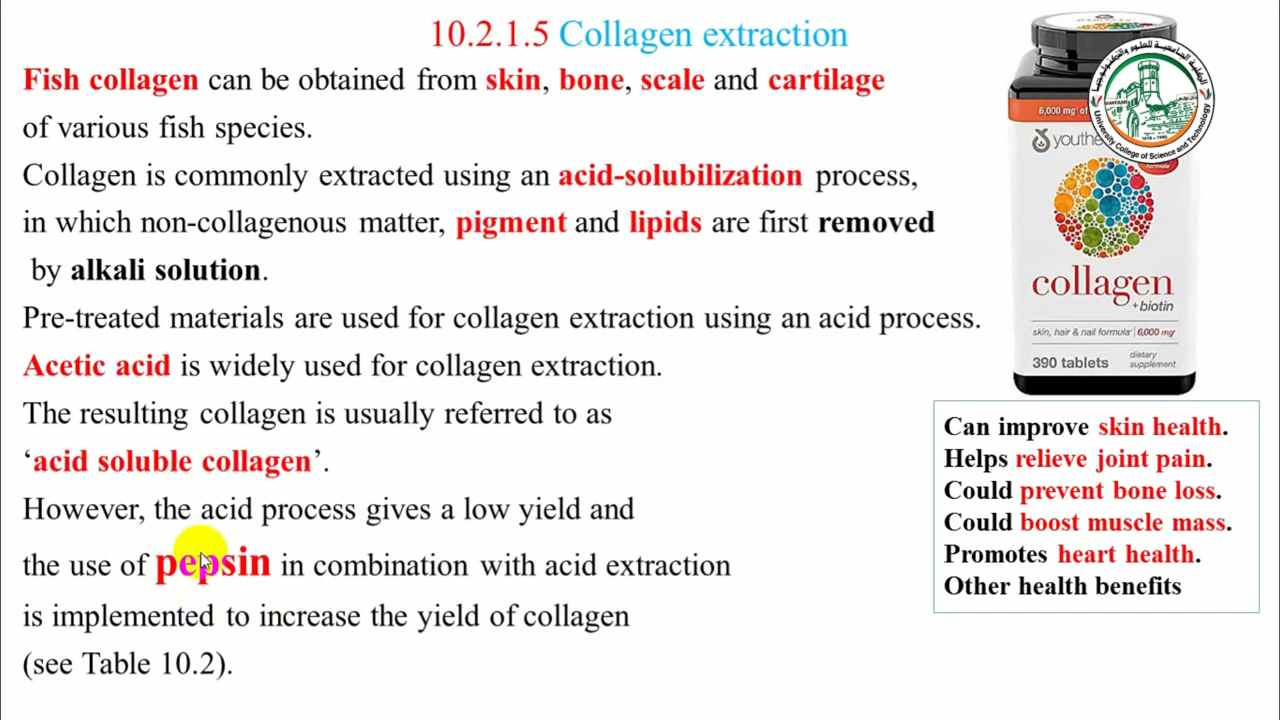 10.2.1.5 Collagen extraction
Fish collagen can be obtained from skin, bone, scale and cartilage
of various fish species.
Collagen is commonly extracted using an acid-solubilization process,
in which non-collagenous matter, pigment and lipids are first removed
by alkali solution.
Pre-treated materials are used for collagen extraction using an acid process.
Acetic acid is widely used for collagen extraction.
The resulting collagen is usually referred to as
‘acid soluble collagen’.
However, the acid process gives a low yield and
the use of pepsin in combination with acid extraction
is implemented to increase the yield of collagen
(see Table 10.2).
6,000 mg of
youthe
formula
collagen
+biotin
skin, hair & nail formula | 6,000 mg
390 tablets
dietary
supplement
الكلية الجامعية للعلوم والتكنولوجيا
University College of Science and Technology
Can improve skin health.
Helps relieve joint pain.
Could prevent bone loss.
Could boost muscle mass.
Promotes heart health.
Other health benefits